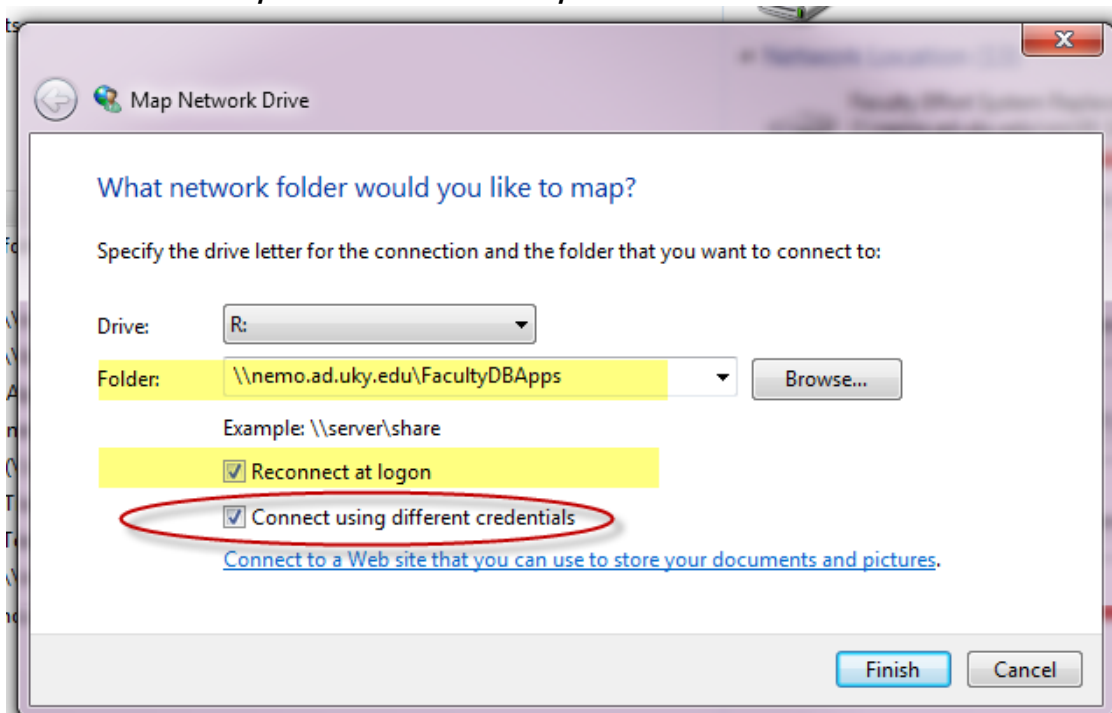 Map Network Drive
What network folder would you like to map?
Specify the drive letter for the connection and the folder that you want to connect to:
Drive: R:
Folder: \\nemo.ad.uky.edu\FacultyDBApps Browse...
Example: \\server\share
Reconnect at logon
Connect using different credentials
Connect to a Web site that you can use to store your documents and pictures.
Finish Cancel